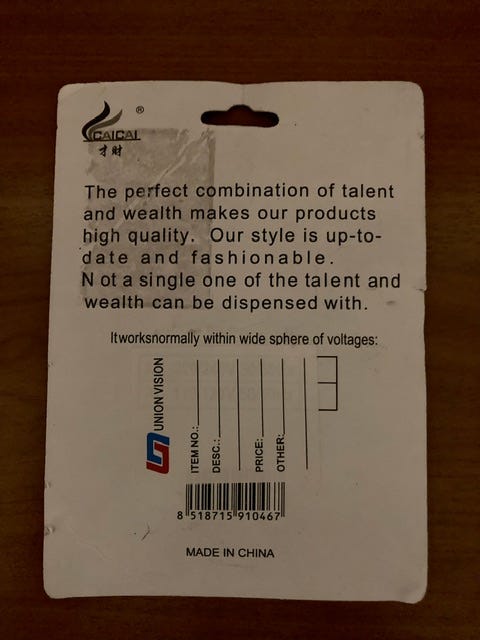 ®
CAICAI
才财
The perfect combination of talent
and wealth makes our products
high quality. Our style is up-to-
date and fashionable.
Not a single one of the talent and
wealth can be dispensed with.
Itworksnormally within wide sphere of voltages:
UNION VISION
ITEM NO.:
DESC.:
PRICE:
OTHER:
8 518715 910467
MADE IN CHINA